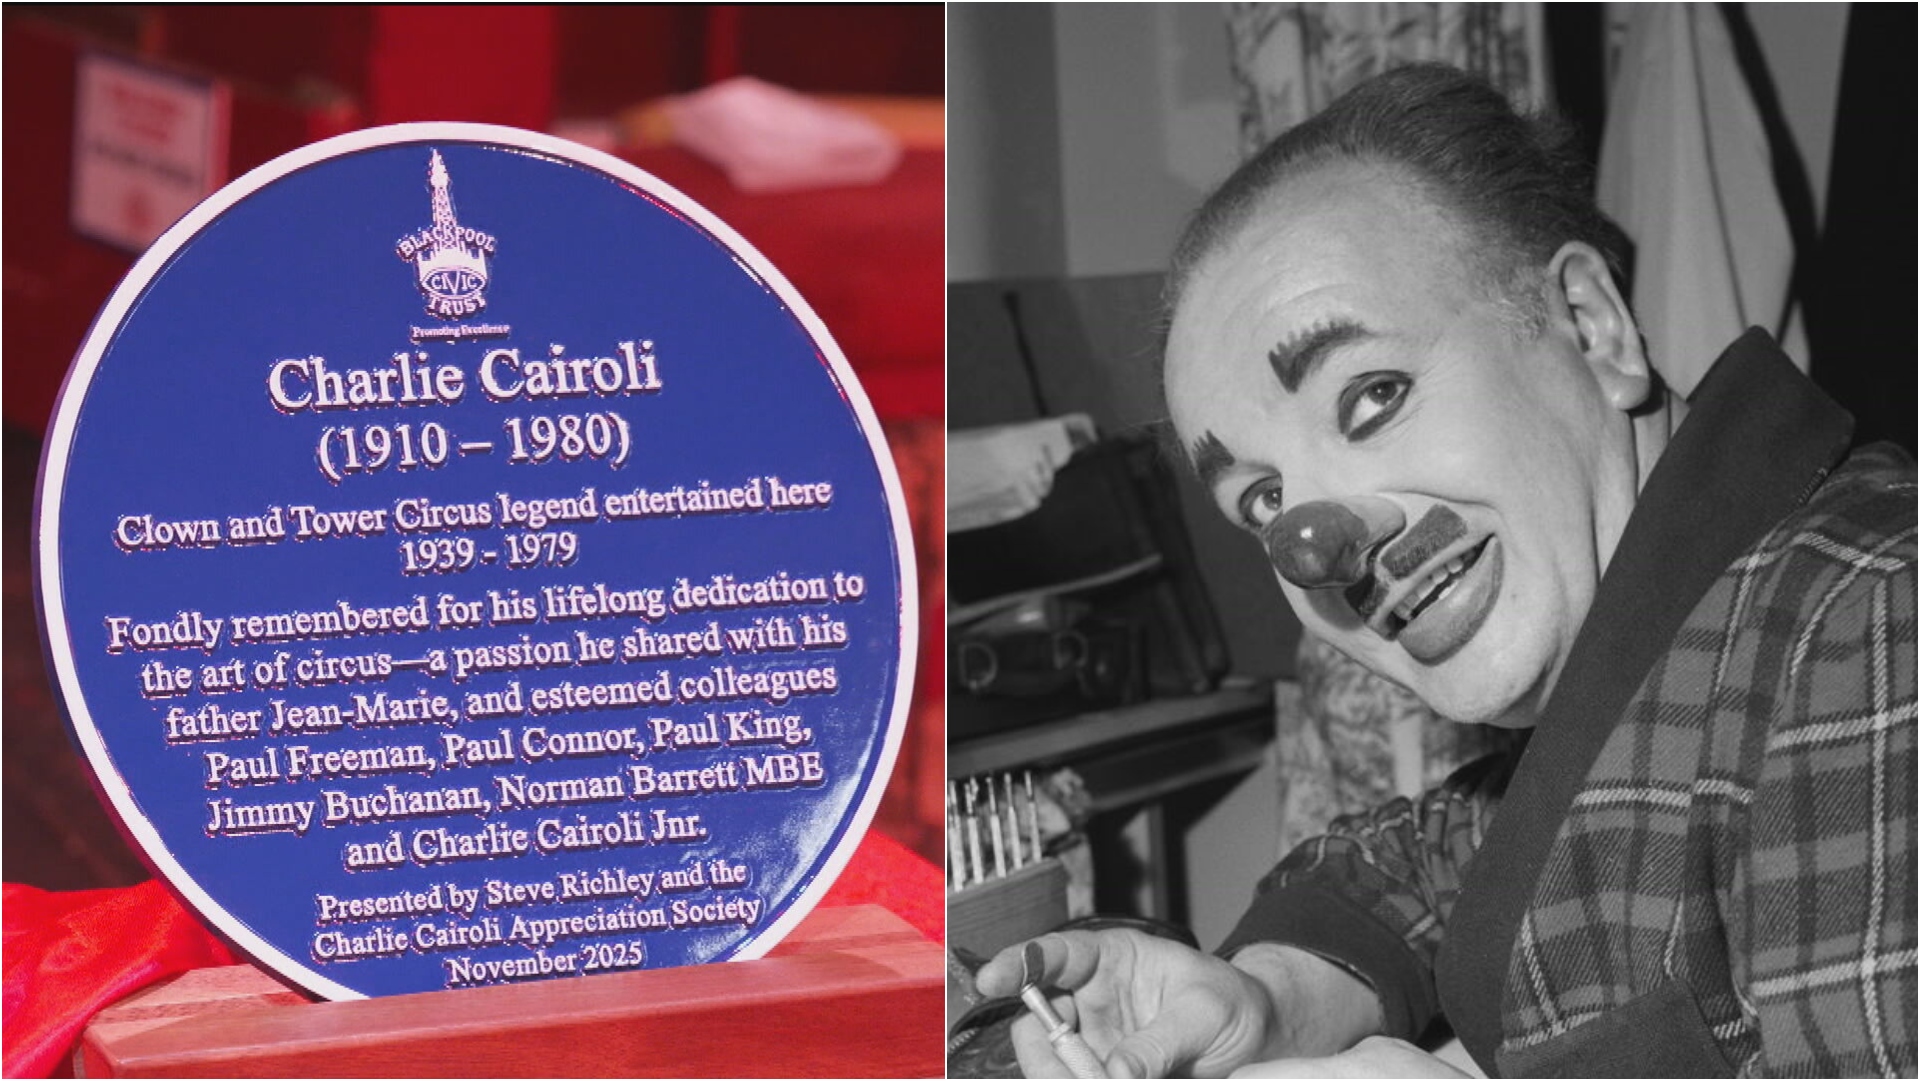 BLACKPOOL
CIVIC
TRUST
Promoting Excellence
Charlie Cairoli
(1910 – 1980)
Clown and Tower Circus legend entertained here
1939 - 1979
Fondly remembered for his lifelong dedication to
the art of circus—a passion he shared with his
father Jean-Marie, and esteemed colleagues
Paul Freeman, Paul Connor, Paul King,
Jimmy Buchanan, Norman Barrett MBE
and Charlie Cairoli Jnr.
Presented by Steve Richley and the
Charlie Cairoli Appreciation Society
November 2025